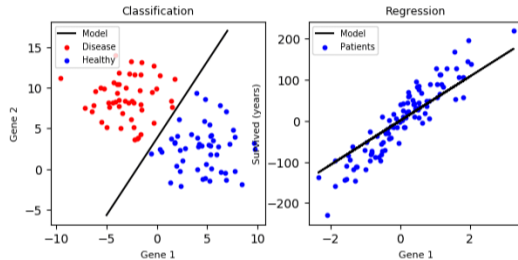 Classification
Model
Disease
Healthy
15
10
5
0
−5
Gene 2
−10
−5
0
5
10
Gene 1
Regression
Model
Patients
200
100
0
−100
−200
Survived (years)
−2
0
2
Gene 1